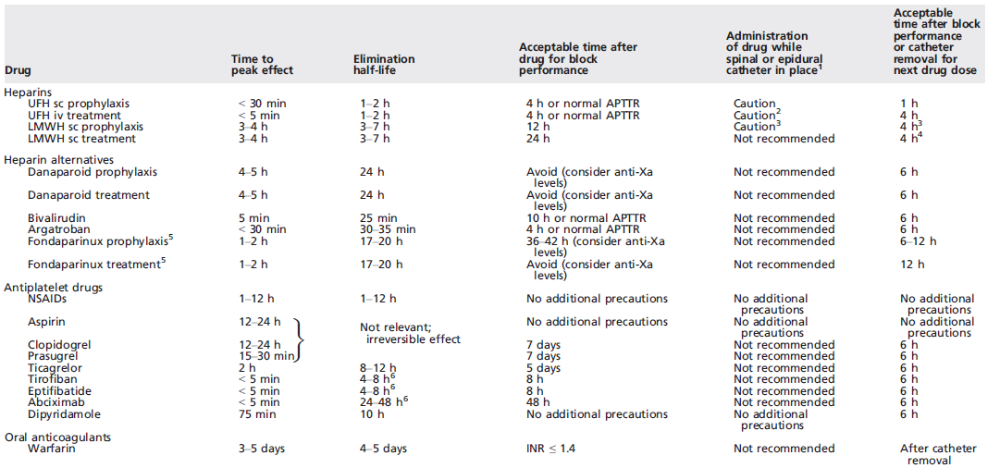 Drug Time to peak effect Elimination half-life Acceptable time after drug for block performance Administration of drug while spinal or epidural catheter in place1 Acceptable time after block performance or catheter removal for next drug dose
Heparins
UFH sc prophylaxis < 30 min 1–2 h 4 h or normal APTTR Caution 1 h
UFH iv treatment < 5 min 1–2 h 4 h or normal APTTR Caution2 4 h
LMWH sc prophylaxis 3–4 h 3–7 h 12 h Caution3 4 h3
LMWH sc treatment 3–4 h 3–7 h 24 h Not recommended 4 h4
Heparin alternatives
Danaparoid prophylaxis 4–5 h 24 h Avoid (consider anti-Xa levels) Not recommended 6 h
Danaparoid treatment 4–5 h 24 h Avoid (consider anti-Xa levels) Not recommended 6 h
Bivalirudin 5 min 25 min 10 h or normal APTTR Not recommended 6 h
Argatroban < 30 min 30–35 min 4 h or normal APTTR Not recommended 6 h
Fondaparinux prophylaxis5 1–2 h 17–20 h 36–42 h (consider anti-Xa levels) Not recommended 6–12 h
Fondaparinux treatment5 1–2 h 17–20 h Avoid (consider anti-Xa levels) Not recommended 12 h
Antiplatelet drugs
NSAIDs 1–12 h 1–12 h No additional precautions No additional precautions No additional precautions
Aspirin 12–24 h Not relevant; irreversible effect No additional precautions No additional precautions No additional precautions
Clopidogrel 12–24 h 7 days Not recommended 6 h
Prasugrel 15–30 min 7 days Not recommended 6 h
Ticagrelor 2 h 8–12 h 5 days Not recommended 6 h
Tirofiban < 5 min 4–8 h6 8 h Not recommended 6 h
Eptifibatide < 5 min 4–8 h6 8 h Not recommended 6 h
Abciximab < 5 min 24–48 h6 48 h Not recommended 6 h
Dipyridamole 75 min 10 h No additional precautions No additional precautions 6 h
Oral anticoagulants
Warfarin 3–5 days 4–5 days INR ≤ 1.4 Not recommended After catheter removal